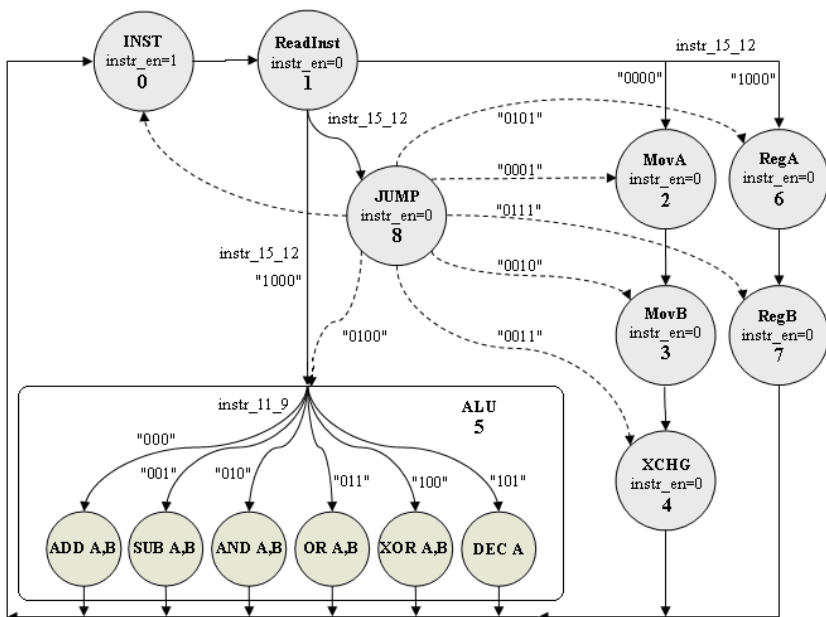 INST
instr_en=1
0
ReadInst
instr_en=0
1
instr_15_12
"0000"
"1000"
instr_15_12
"0101"
MovA
instr_en=0
2
RegA
instr_en=0
6
"0001"
JUMP
instr_en=0
8
"0111"
instr_15_12
"1000"
"0010"
MovB
instr_en=0
3
RegB
instr_en=0
7
"0100"
"0011"
instr_11_9
ALU
5
"000"
"001"
"010"
"011"
"100"
"101"
XCHG
instr_en=0
4
ADD A,B
SUB A,B
AND A,B
OR A,B
XOR A,B
DEC A